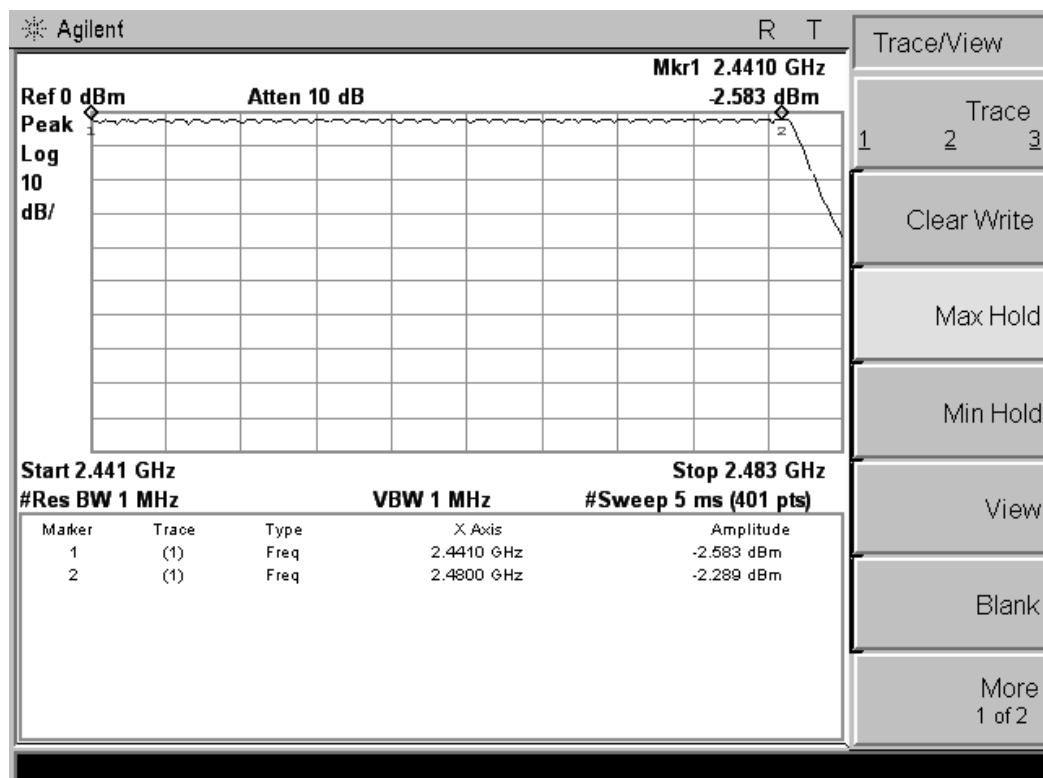 Agilent R T
Trace/View
Mkr1 2.4410 GHz
Ref 0 dBm Atten 10 dB -2.583 dBm
Peak
Log
10
dB/
1
2
Start 2.441 GHz Stop 2.483 GHz
#Res BW 1 MHz VBW 1 MHz #Sweep 5 ms (401 pts)
Marker Trace Type X Axis Amplitude
1 (1) Freq 2.4410 GHz -2.583 dBm
2 (1) Freq 2.4800 GHz -2.289 dBm
Trace
1 2 3
Clear Write
Max Hold
Min Hold
View
Blank
More
1 of 2